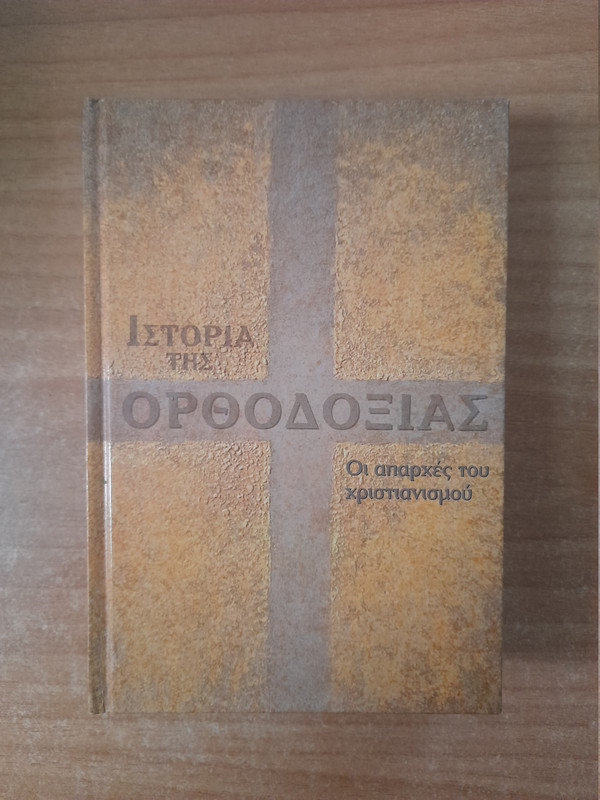 Ιστορια
της
ΟΡΘΟΔΟΞΙΑΣ
Οι απαρχές του
χριστιανισμού